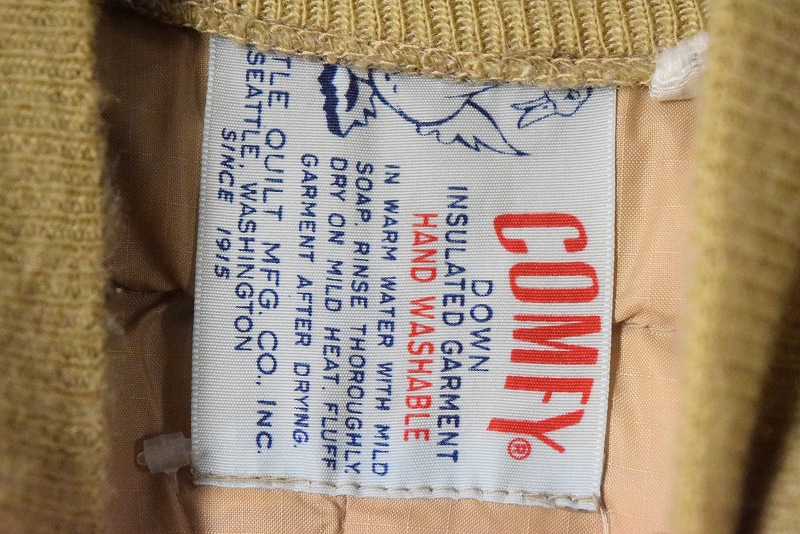 COMFY®
DOWN
INSULATED GARMENT
HAND WASHABLE
IN WARM WATER WITH MILD
SOAP. RINSE THOROUGHLY.
DRY ON MILD HEAT. FLUFF
GARMENT AFTER DRYING.
QUILT MFG. CO., INC.
SEATTLE, WASHINGTON
SINCE 1915